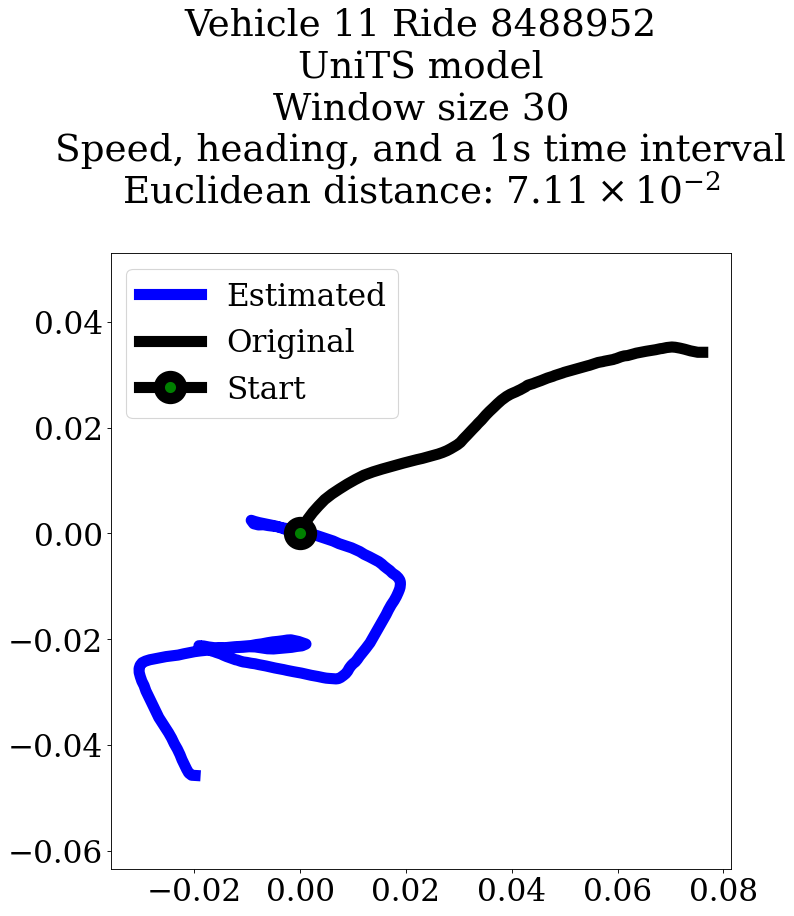 Vehicle 11 Ride 8488952
UniTS model
Window size 30
Speed, heading, and a 1s time interval
Euclidean distance: 7.11 × 10⁻²
Estimated
Original
Start
0.04
0.02
0.00
−0.02
−0.04
−0.06
−0.02 0.00 0.02 0.04 0.06 0.08